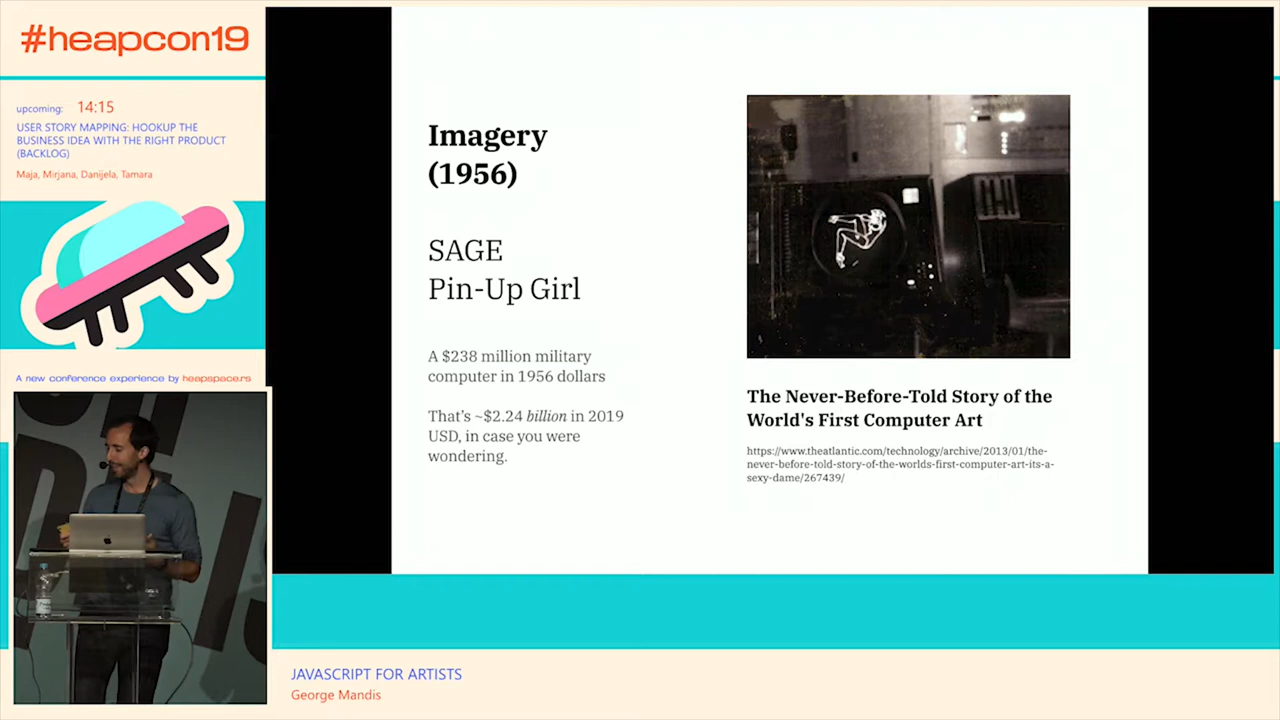 #heapcon19
upcoming: 14:15
USER STORY MAPPING: HOOKUP THE
BUSINESS IDEA WITH THE RIGHT PRODUCT
(BACKLOG)
Maja, Mirjana, Danijela, Tamara
A new conference experience by heapspace.rs
Imagery
(1956)
SAGE
Pin-Up Girl
A $238 million military
computer in 1956 dollars
That's ~$2.24 billion in 2019
USD, in case you were
wondering.
The Never-Before-Told Story of the
World's First Computer Art
https://www.theatlantic.com/technology/archive/2013/01/the-
never-before-told-story-of-the-worlds-first-computer-art-its-a-
sexy-dame/267439/
JAVASCRIPT FOR ARTISTS
George Mandis